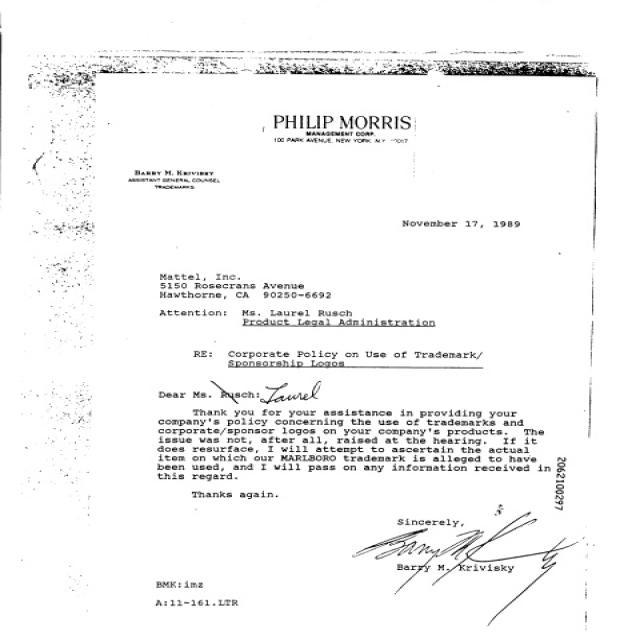 PHILIP MORRIS
MANAGEMENT CORP.
100 PARK AVENUE, NEW YORK, N.Y. 10017
BARRY M. KRIVISKY
ASSISTANT GENERAL COUNSEL
TRADEMARKS
November 17, 1989
Mattel, Inc.
5150 Rosecrans Avenue
Hawthorne, CA 90250-6692
Attention: Ms. Laurel Rusch
Product Legal Administration
RE: Corporate Policy on Use of Trademark/
Sponsorship Logos
Dear Ms. Rusch: Laurel
Thank you for your assistance in providing your
company's policy concerning the use of trademarks and
corporate/sponsor logos on your company's products. The
issue was not, after all, raised at the hearing. If it
does resurface, I will attempt to ascertain the actual
item on which our MARLBORO trademark is alleged to have
been used, and I will pass on any information received in
this regard.
Thanks again.
2062100297
Sincerely,
Barry M. Krivisky
BMK:imz
A:11-161.LTR